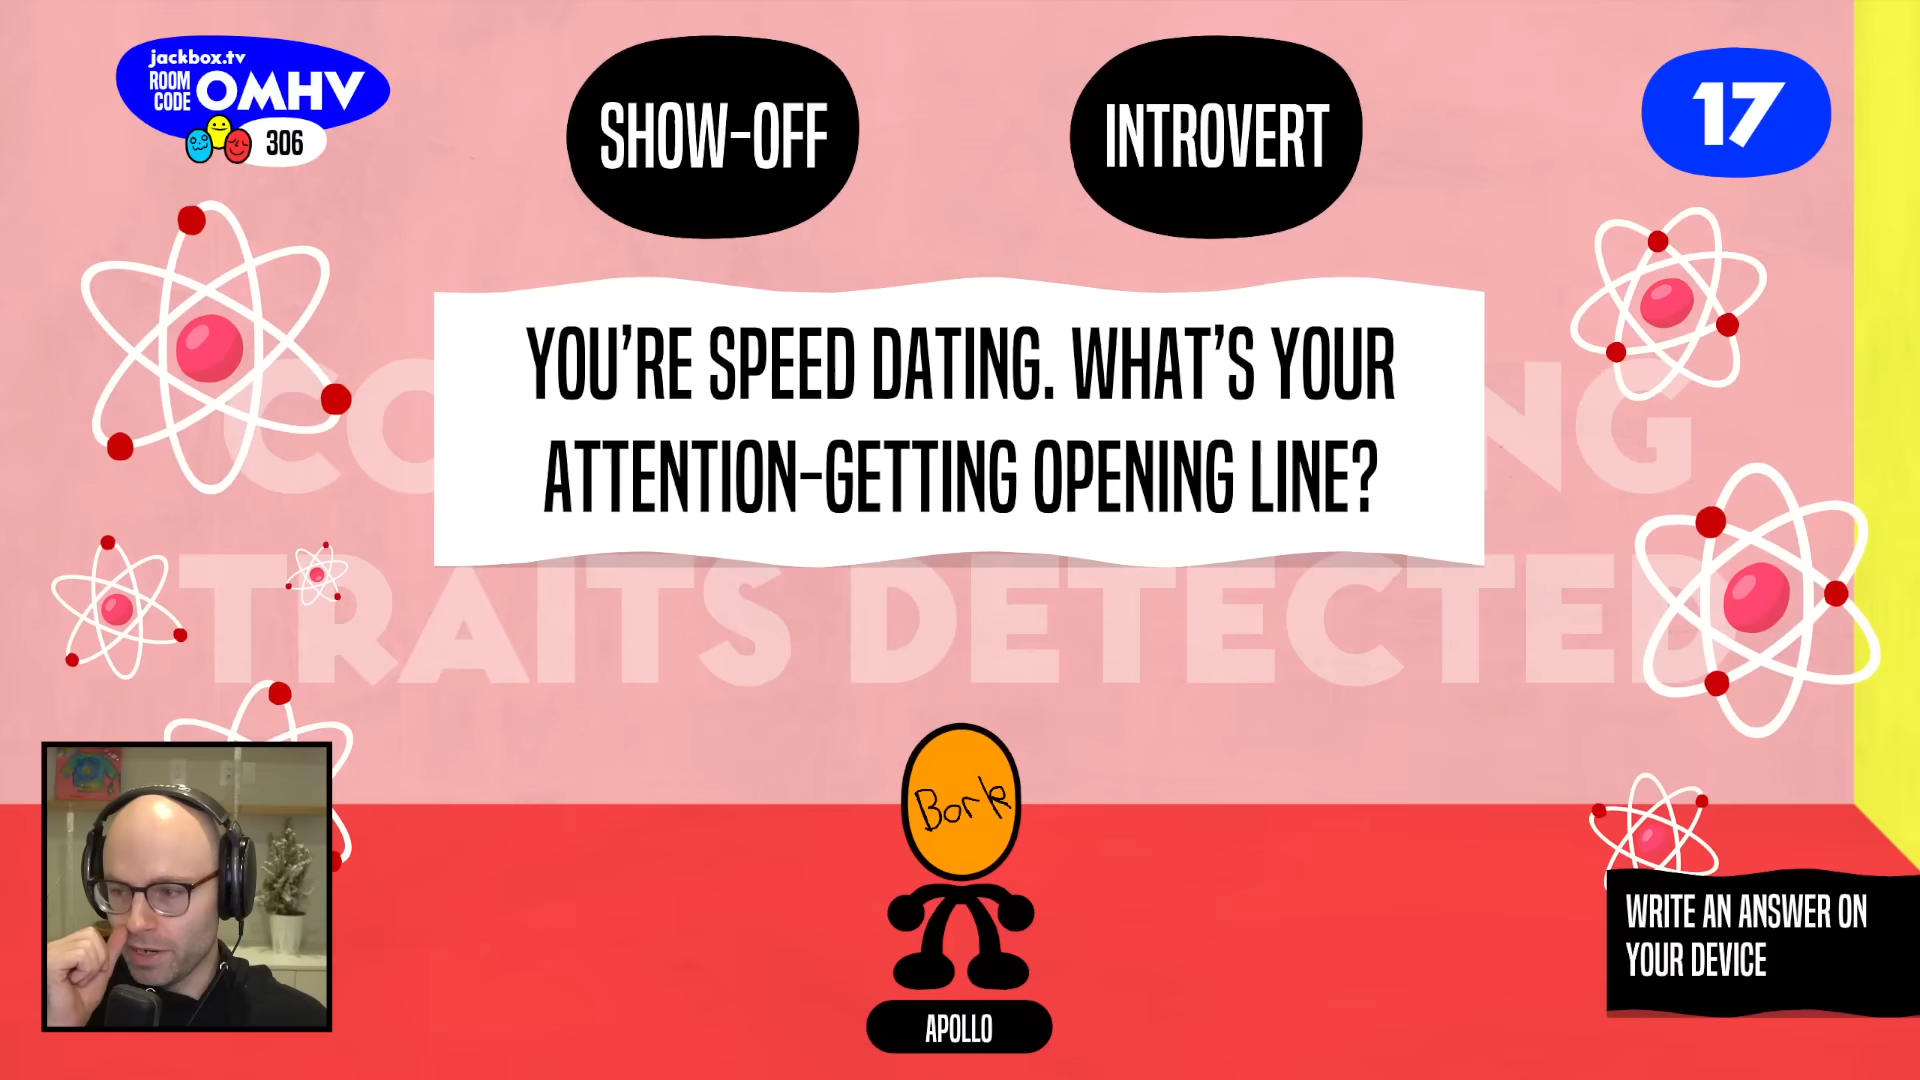 jackbox.tv
ROOM
CODE
OMHV
306
SHOW-OFF
INTROVERT
17
YOU'RE SPEED DATING. WHAT'S YOUR
ATTENTION-GETTING OPENING LINE?
TRAITS DETECTED
Bork
APOLLO
WRITE AN ANSWER ON
YOUR DEVICE